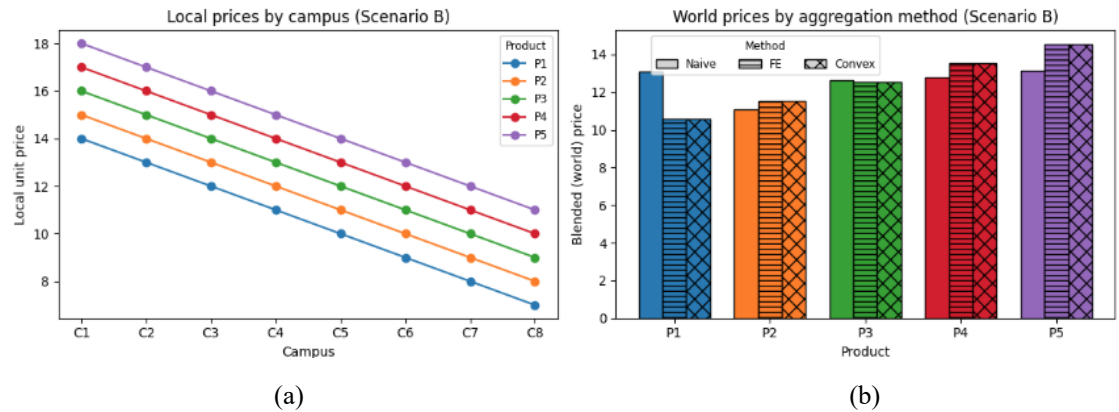 Local prices by campus (Scenario B)
Local unit price
18
16
14
12
10
8
C1 C2 C3 C4 C5 C6 C7 C8
Campus
Product
P1
P2
P3
P4
P5
(a)
World prices by aggregation method (Scenario B)
Blended (world) price
14
12
10
8
6
4
2
0
Method
Naive FE Convex
P1 P2 P3 P4 P5
Product
(b)